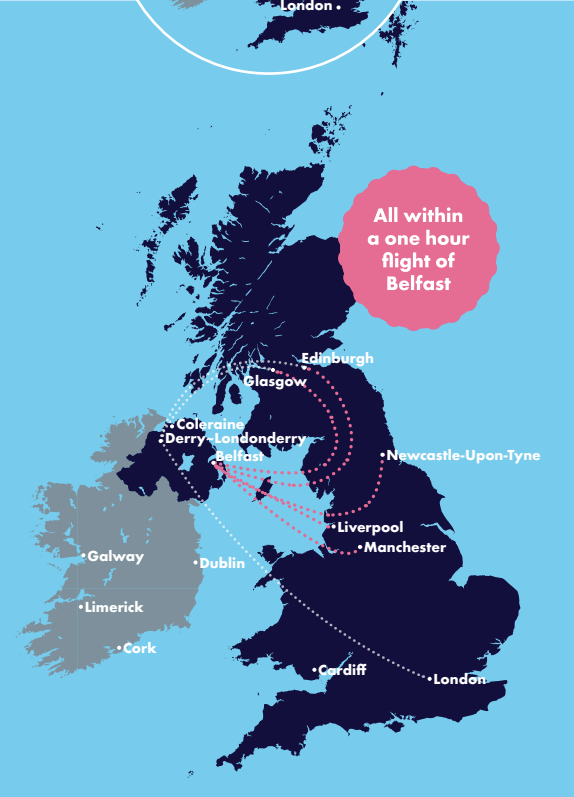 London
All within
a one hour
flight of
Belfast
Edinburgh
Glasgow
Coleraine
Derry~Londonderry
Belfast
Newcastle-Upon-Tyne
Liverpool
Manchester
Galway
Dublin
Limerick
Cork
Cardiff
London